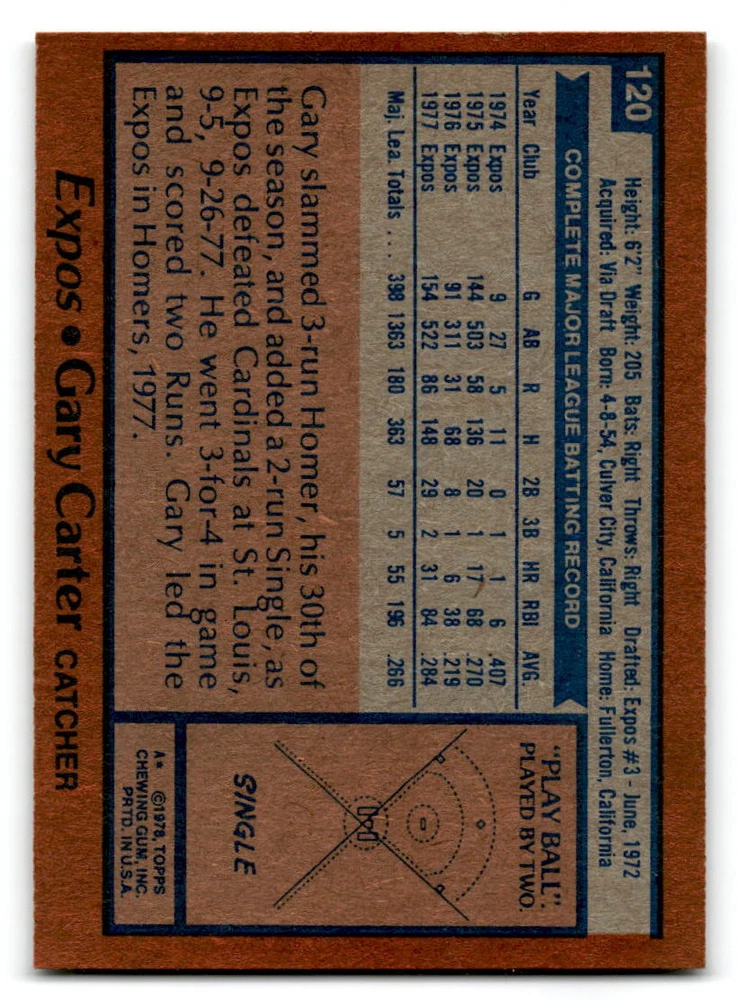 120
Height: 6'2" Weight: 205 Bats: Right Throws: Right Drafted: Expos #3 - June, 1972
Acquired: Via Draft Born: 4-8-54, Culver City, California Home: Fullerton, California
COMPLETE MAJOR LEAGUE BATTING RECORD
Year Club G AB R H 2B 3B HR RBI AVG.
1974 Expos 9 27 5 11 0 1 1 6 .407
1975 Expos 144 503 58 136 20 1 17 68 .270
1976 Expos 91 311 31 68 8 1 6 38 .219
1977 Expos 154 522 86 148 29 2 31 84 .284
Maj. Lea. Totals . . . 398 1363 180 363 57 5 55 196 .266
Gary slammed 3-run Homer, his 30th of
the season, and added a 2-run Single, as
Expos defeated Cardinals at St. Louis,
9-5, 9-26-77. He went 3-for-4 in game
and scored two Runs. Gary led the
Expos in Homers, 1977.
"PLAY BALL".
PLAYED BY TWO.
SINGLE
A* ©1978, TOPPS
CHEWING GUM, INC.
PRTD. IN U.S.A.
Expos • Gary Carter CATCHER